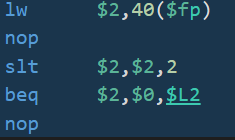 lw $2,40($fp)
nop
slt $2,$2,2
beq $2,$0,$L2
nop